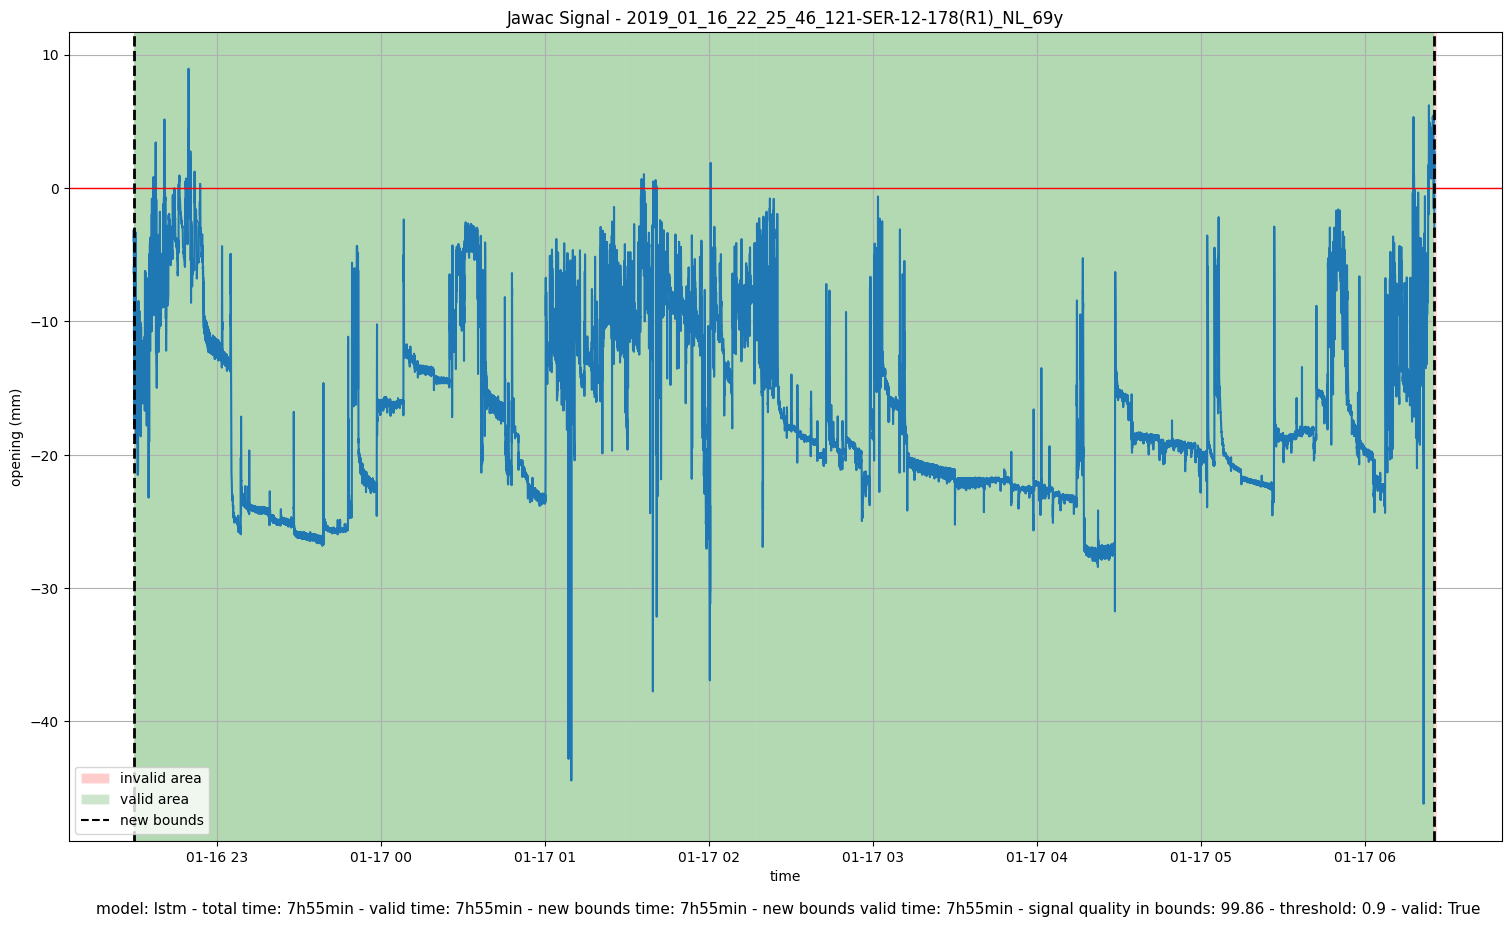 Jawac Signal - 2019_01_16_22_25_46_121-SER-12-178(R1)_NL_69y
10
0
−10
−20
−30
−40
opening (mm)
invalid area
valid area
new bounds
01-16 23
01-17 00
01-17 01
01-17 02
01-17 03
01-17 04
01-17 05
01-17 06
time
model: lstm - total time: 7h55min - valid time: 7h55min - new bounds time: 7h55min - new bounds valid time: 7h55min - signal quality in bounds: 99.86 - threshold: 0.9 - valid: True